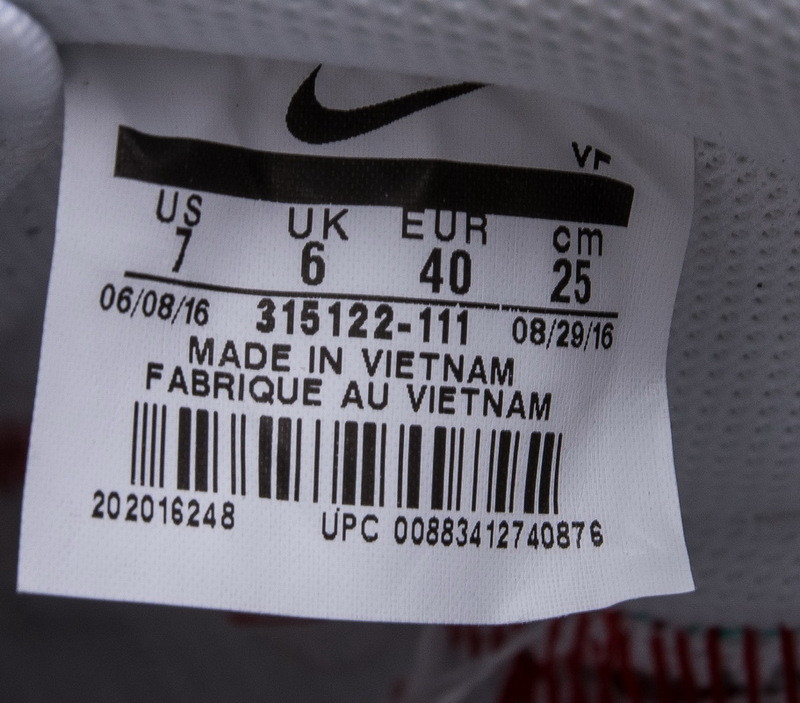 VF
US UK EUR cm
7 6 40 25
06/08/16 315122-111 08/29/16
MADE IN VIETNAM
FABRIQUE AU VIETNAM
202016248 UPC 00883412740876